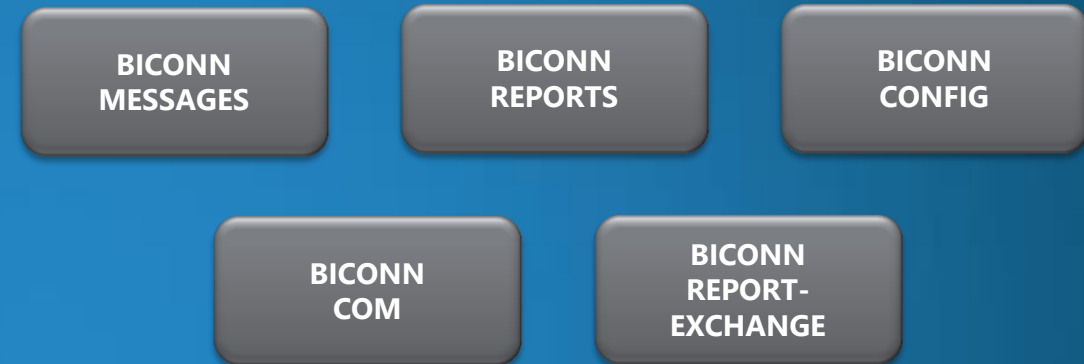 BICONN
MESSAGES
BICONN
REPORTS
BICONN
CONFIG
BICONN
COM
BICONN
REPORT-
EXCHANGE